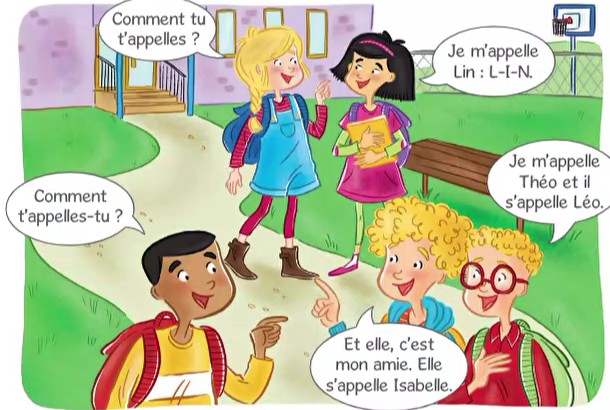 Comment tu
t'appelles ?
Je m'appelle
Lin : L-I-N.
Comment
t'appelles-tu ?
Je m'appelle
Théo et il
s'appelle Léo.
Et elle, c'est
mon amie. Elle
s'appelle Isabelle.